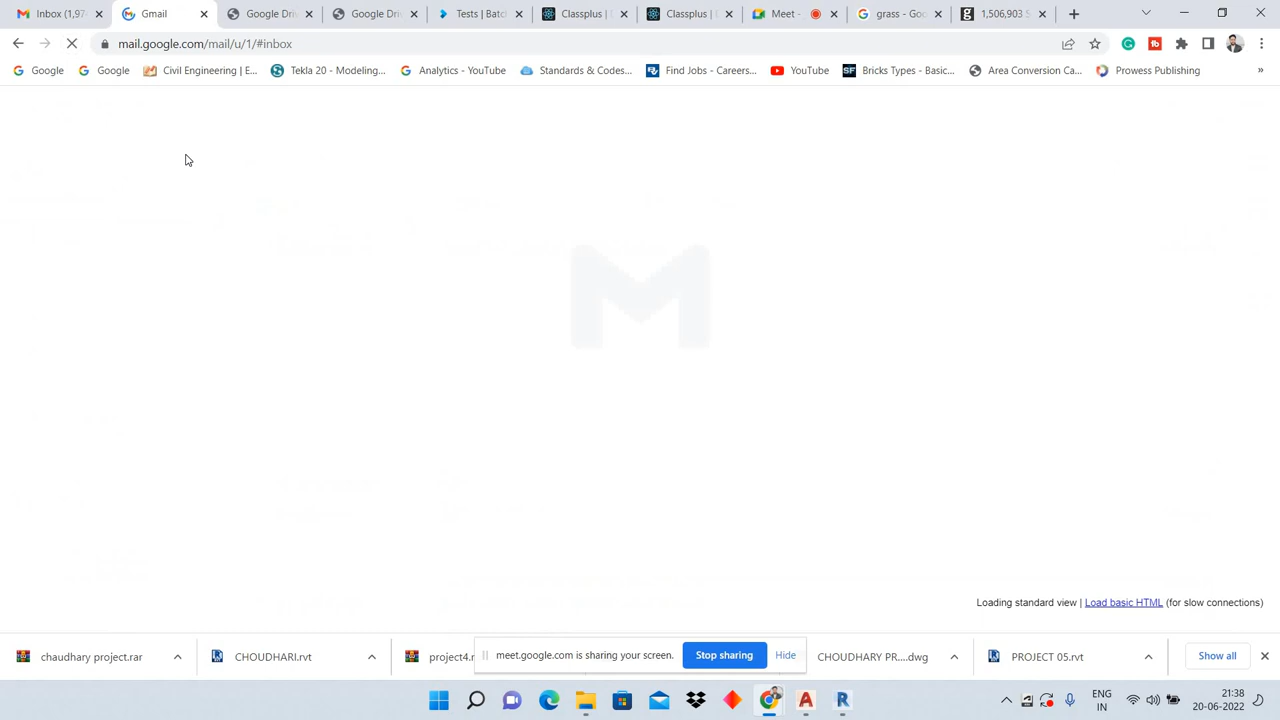 Inbox (1,97
Gmail
Google Driv
Google Driv
Tests | Batch
Classplus | D
Classplus | D
Meet -
grass - Goo
1,506,903 S
mail.google.com/mail/u/1/#inbox
Google
Google
Civil Engineering | E...
Tekla 20 - Modeling...
Analytics - YouTube
Standards & Codes...
Find Jobs - Careers...
YouTube
Bricks Types - Basic...
Area Conversion Ca...
Prowess Publishing
»
Loading standard view | Load basic HTML (for slow connections)
chaudhary project.rar
CHOUDHARI.rvt
project4.r
meet.google.com is sharing your screen.
Stop sharing
Hide
CHOUDHARY PR....dwg
PROJECT 05.rvt
Show all
ENG
IN
21:38
20-06-2022